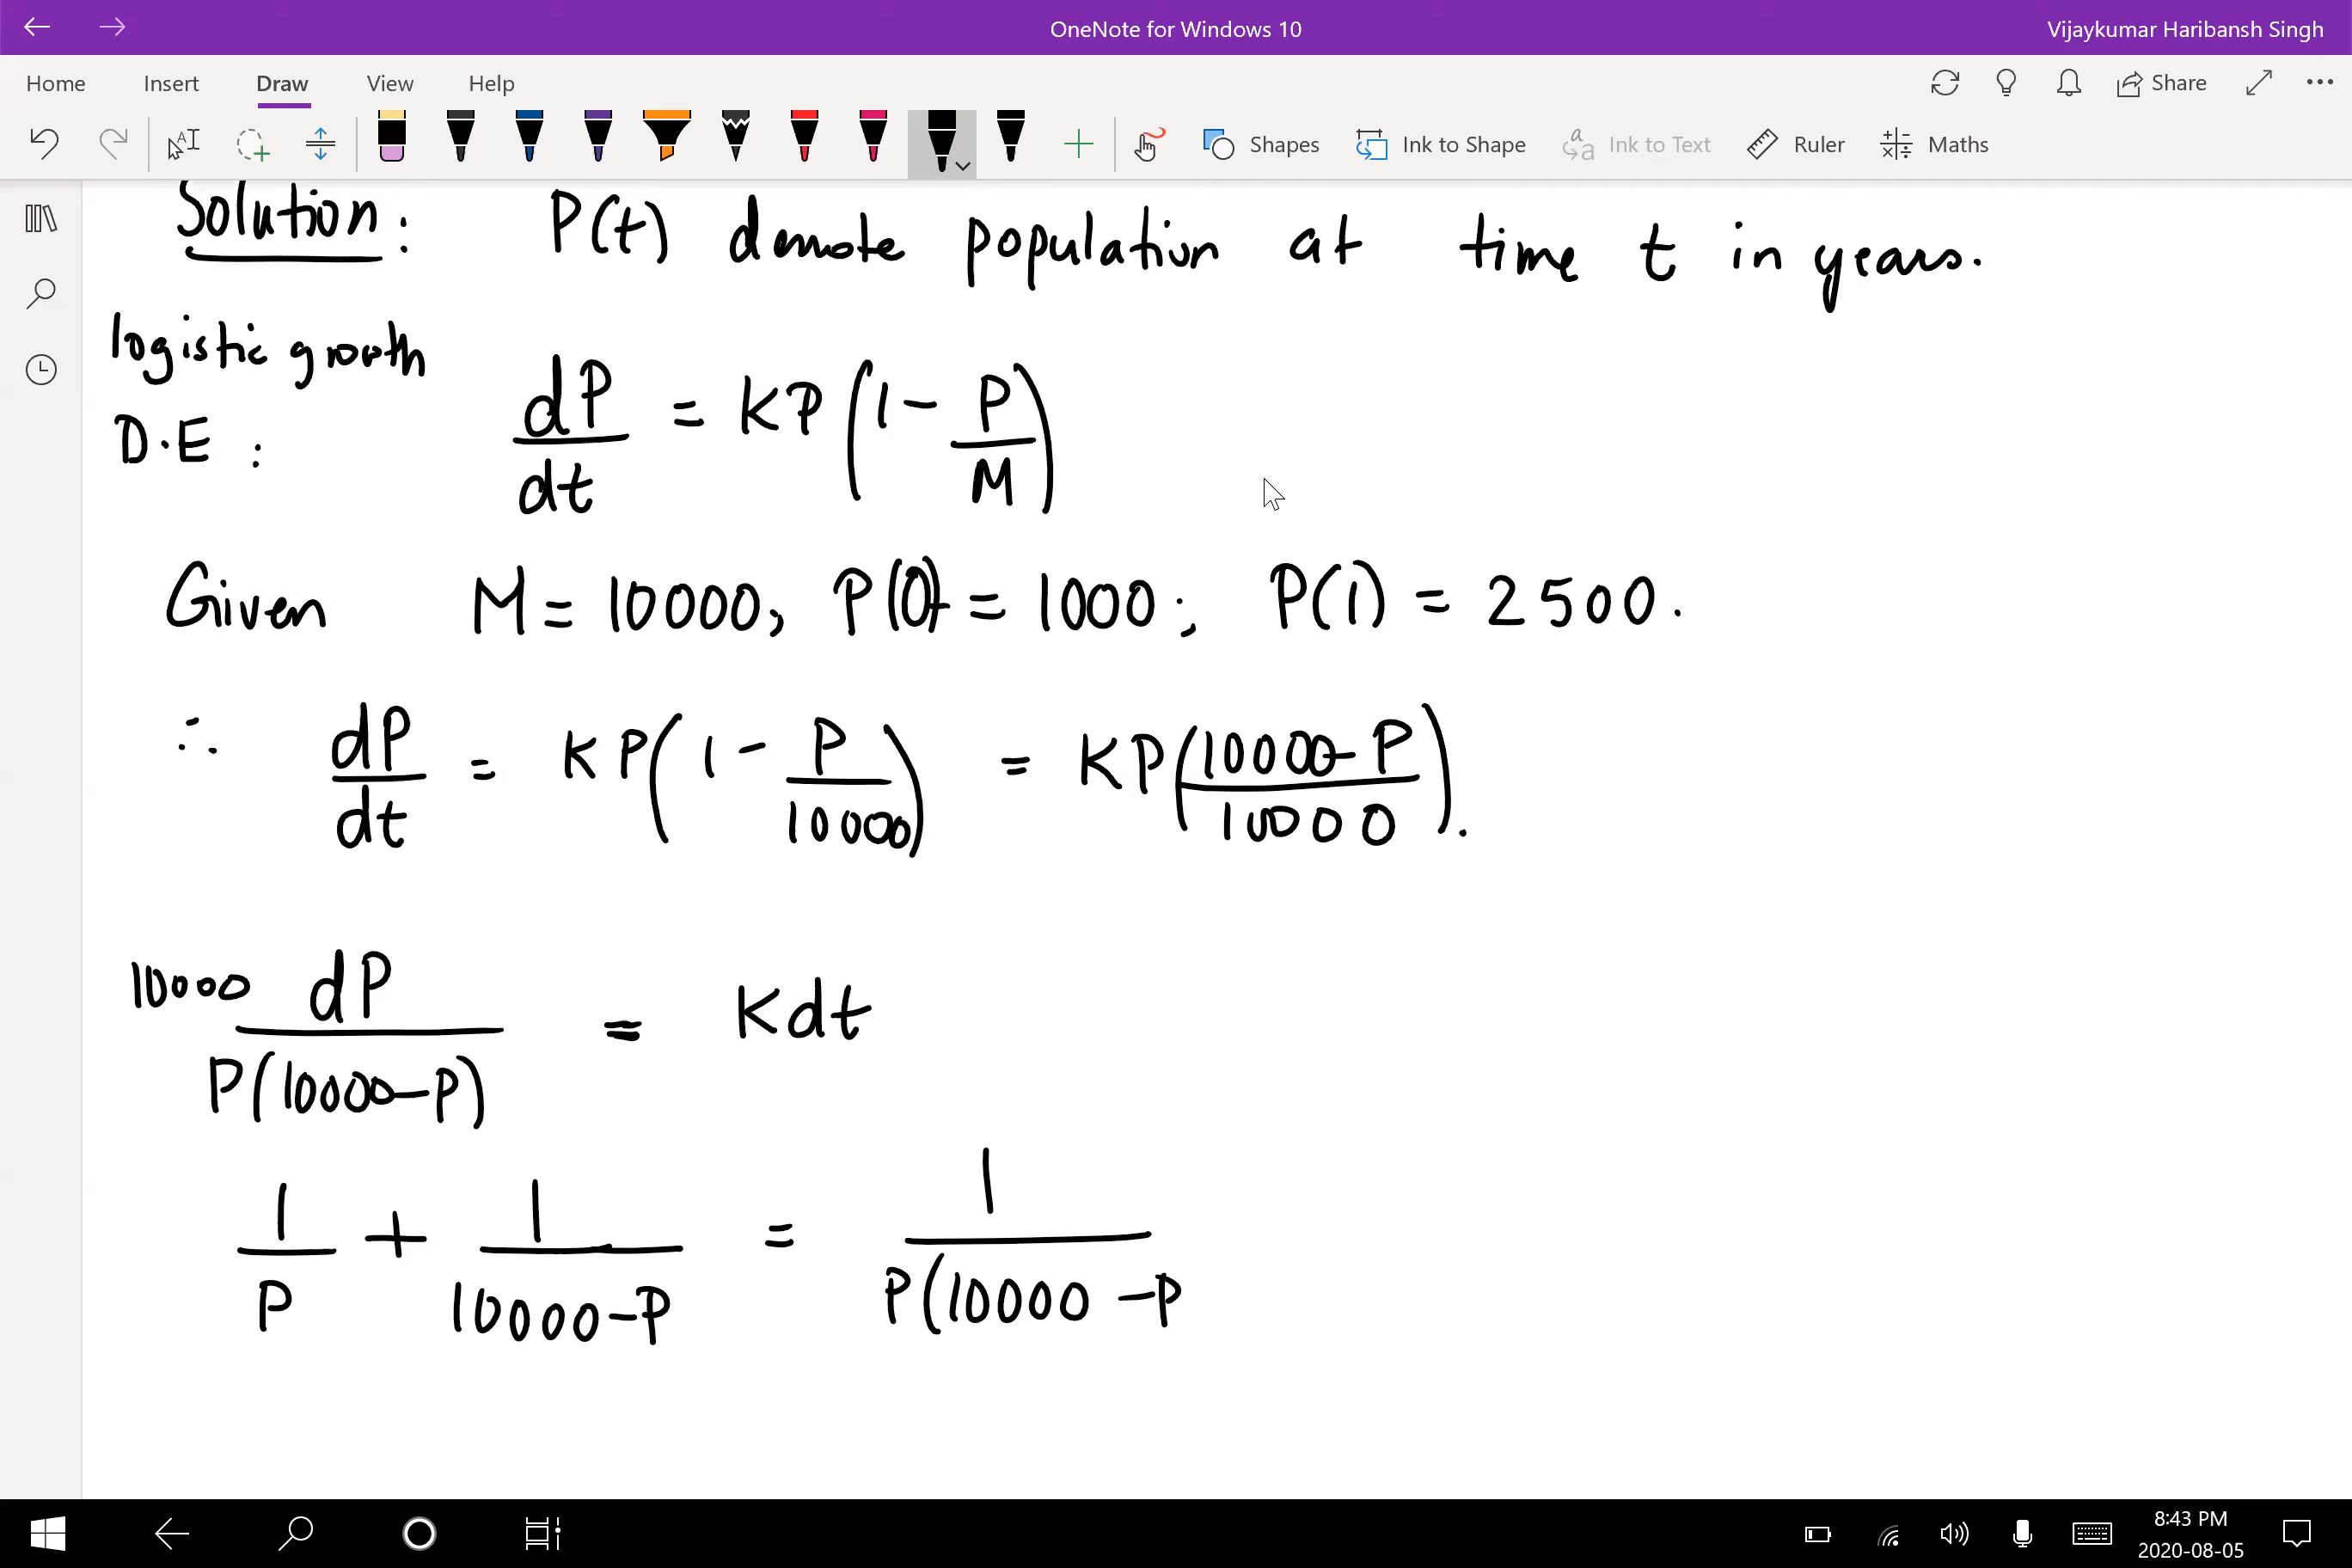 OneNote for Windows 10
Vijaykumar Haribansh Singh
Home Insert Draw View Help
Share
Shapes Ink to Shape Ink to Text Ruler Maths
Solution: P(t) denote population at time t in years.
logistic growth
D.E : dP/dt = KP(1 - P/M)
Given M = 10000, P(0) = 1000; P(1) = 2500.
∴ dP/dt = KP(1 - P/10000) = KP((10000 - P)/10000).
10000 dP/P(10000-P) = Kdt
1/P + 1/(10000-P) = 1/P(10000 -P
8:43 PM
2020-08-05